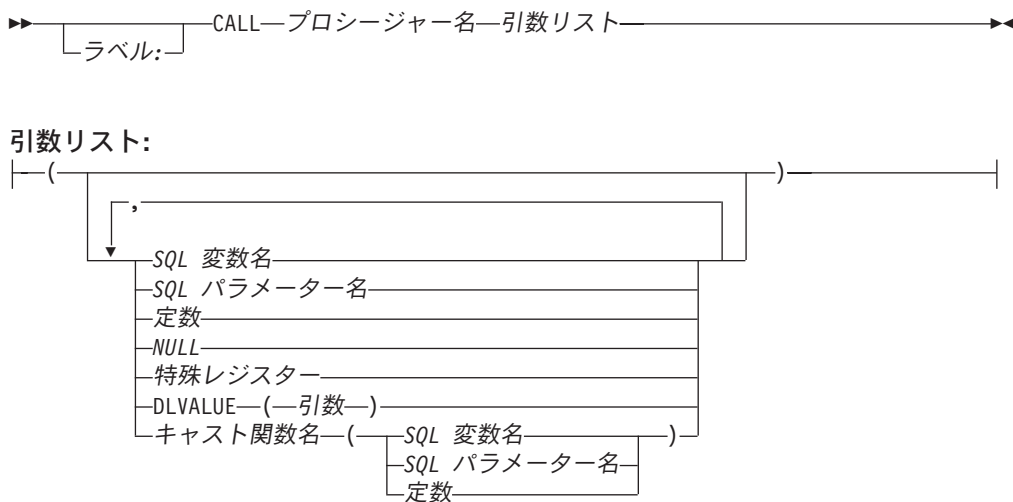 CALL プロシージャー名 引数リスト
ラベル:
引数リスト:
( )
,
SQL 変数名
SQL パラメーター名
定数
NULL
特殊レジスター
DLVALUE ( 引数 )
キャスト関数名 ( SQL 変数名 )
SQL パラメーター名
定数